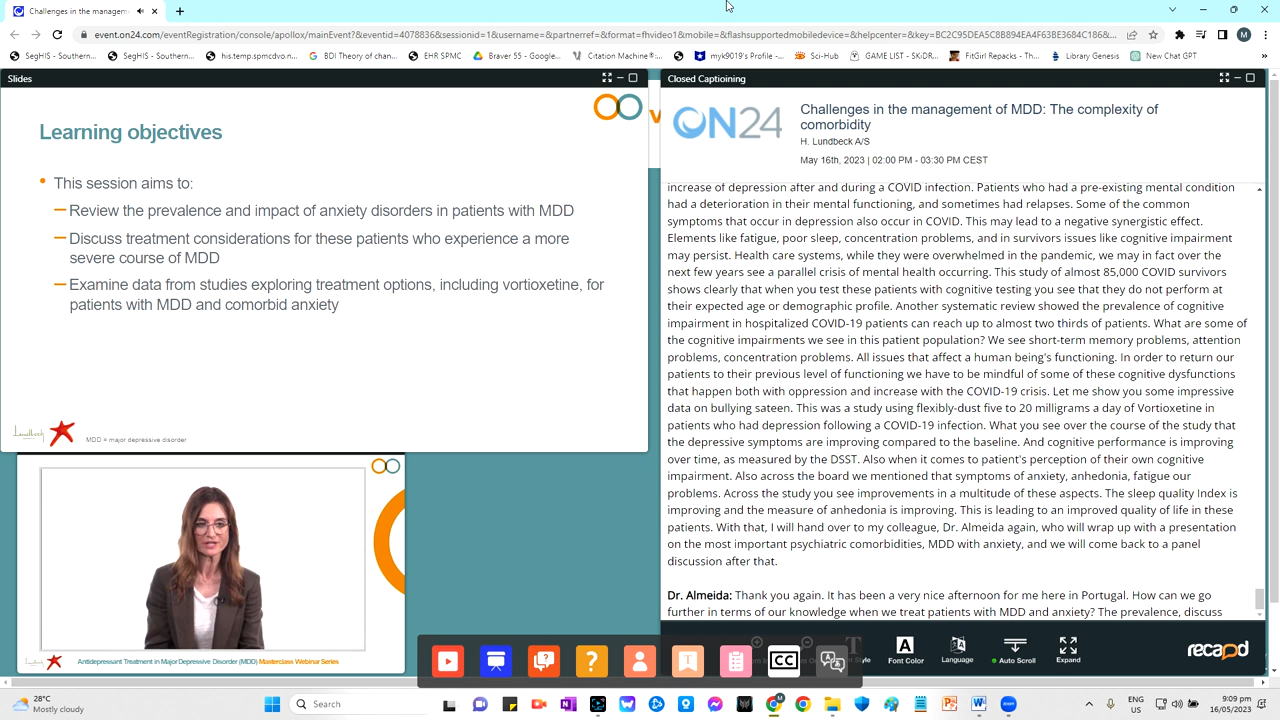 Challenges in the managem
event.on24.com/eventRegistration/console/apollox/mainEvent?&eventid=4078836&sessionid=1&username=&partnerref=&format=fhvideo1&mobile=&flashsupportedmobiledevice=&helpcenter=&key=BC2C95DEA5C8B894EA4F63BE3684C186&...
M
SegHIS - Southern...
SegHIS - Southern...
his.temp.spmcdvo.n...
BDI Theory of chan...
EHR SPMC
Braver 55 - Google...
Citation Machine®:...
myk9019's Profile -...
Sci-Hub
GAME LIST - SKiDR...
FitGirl Repacks - Th...
Library Genesis
New Chat GPT
Slides
Learning objectives
• This session aims to:
– Review the prevalence and impact of anxiety disorders in patients with MDD
– Discuss treatment considerations for these patients who experience a more
severe course of MDD
– Examine data from studies exploring treatment options, including vortioxetine, for
patients with MDD and comorbid anxiety
Lundbeck
MDD = major depressive disorder
Antidepressant Treatment in Major Depressive Disorder (MDD) Masterclass Webinar Series
Closed Captioining
ON24
Challenges in the management of MDD: The complexity of
comorbidity
H. Lundbeck A/S
May 16th, 2023 | 02:00 PM - 03:30 PM CEST
increase of depression after and during a COVID infection. Patients who had a pre-existing mental condition
had a deterioration in their mental functioning, and sometimes had relapses. Some of the common
symptoms that occur in depression also occur in COVID. This may lead to a negative synergistic effect.
Elements like fatigue, poor sleep, concentration problems, and in survivors issues like cognitive impairment
may persist. Health care systems, while they were overwhelmed in the pandemic, we may in fact over the
next few years see a parallel crisis of mental health occurring. This study of almost 85,000 COVID survivors
shows clearly that when you test these patients with cognitive testing you see that they do not perform at
their expected age or demographic profile. Another systematic review showed the prevalence of cognitive
impairment in hospitalized COVID-19 patients can reach up to almost two thirds of patients. What are some of
the cognitive impairments we see in this patient population? We see short-term memory problems, attention
problems, concentration problems. All issues that affect a human being's functioning. In order to return our
patients to their previous level of functioning we have to be mindful of some of these cognitive dysfunctions
that happen both with oppression and increase with the COVID-19 crisis. Let me show you some impressive
data on bullying sateen. This was a study using flexibly-dust five to 20 milligrams a day of Vortioxetine in
patients who had depression following a COVID-19 infection. What you see over the course of the study that
the depressive symptoms are improving compared to the baseline. And cognitive performance is improving
over time, as measured by the DSST. Also when it comes to patient's perception of their own cognitive
impairment. Also across the board we mentioned that symptoms of anxiety, anhedonia, fatigue our
problems. Across the study you see improvements in a multitude of these aspects. The sleep quality Index is
improving and the measure of anhedonia is improving. This is leading to an improved quality of life in these
patients. With that, I will hand over to my colleague, Dr. Almeida again, who will wrap up with a presentation
on the most important psychiatric comorbidities, MDD with anxiety, and we will come back to a panel
discussion after that.
Dr. Almeida: Thank you again. It has been a very nice afternoon for me here in Portugal. How can we go
further in terms of our knowledge when we treat patients with MDD and anxiety? The prevalence, discuss
Style
Font Color
Language
Auto Scroll
Expand
recapd
CC
28°C
Mostly cloudy
Search
ENG
US
9:09 pm
16/05/2023